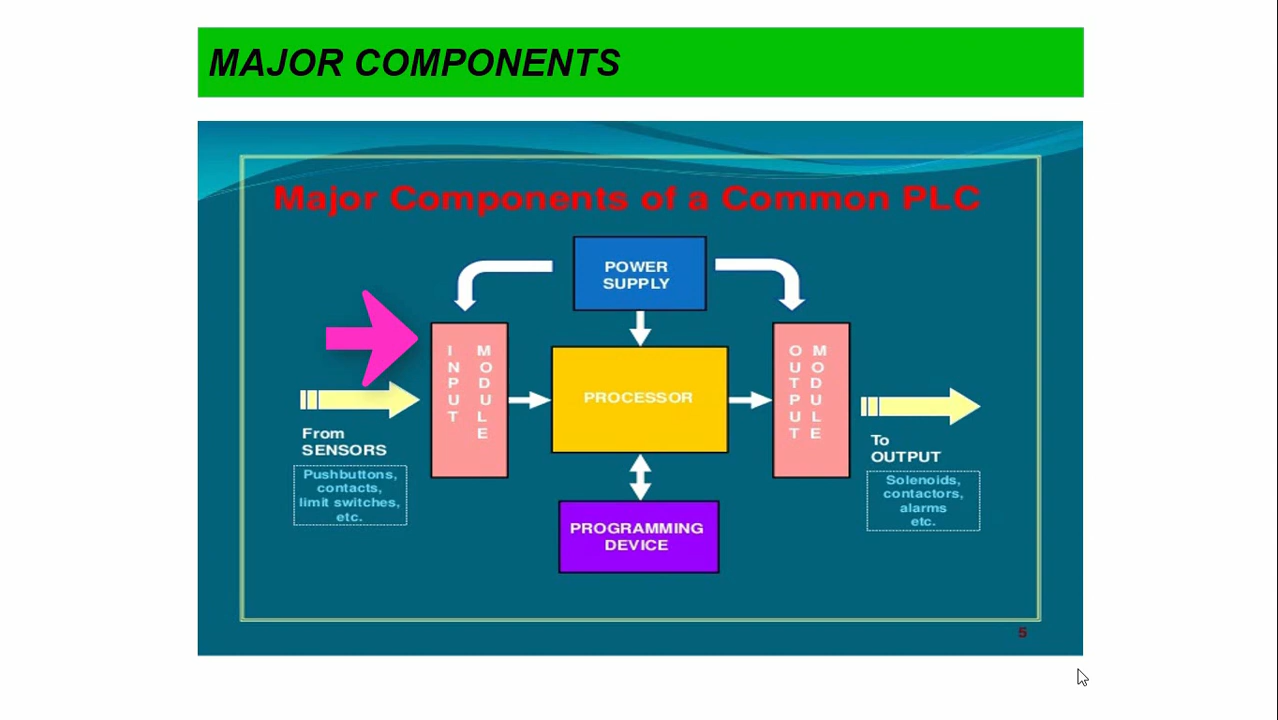 MAJOR COMPONENTS
Major Components of a Common PLC
POWER
SUPPLY
INPUT
MODULE
PROCESSOR
OUTPUT
MODULE
From
SENSORS
Pushbuttons,
contacts,
limit switches,
etc.
To
OUTPUT
Solenoids,
contactors,
alarms
etc.
PROGRAMMING
DEVICE
5